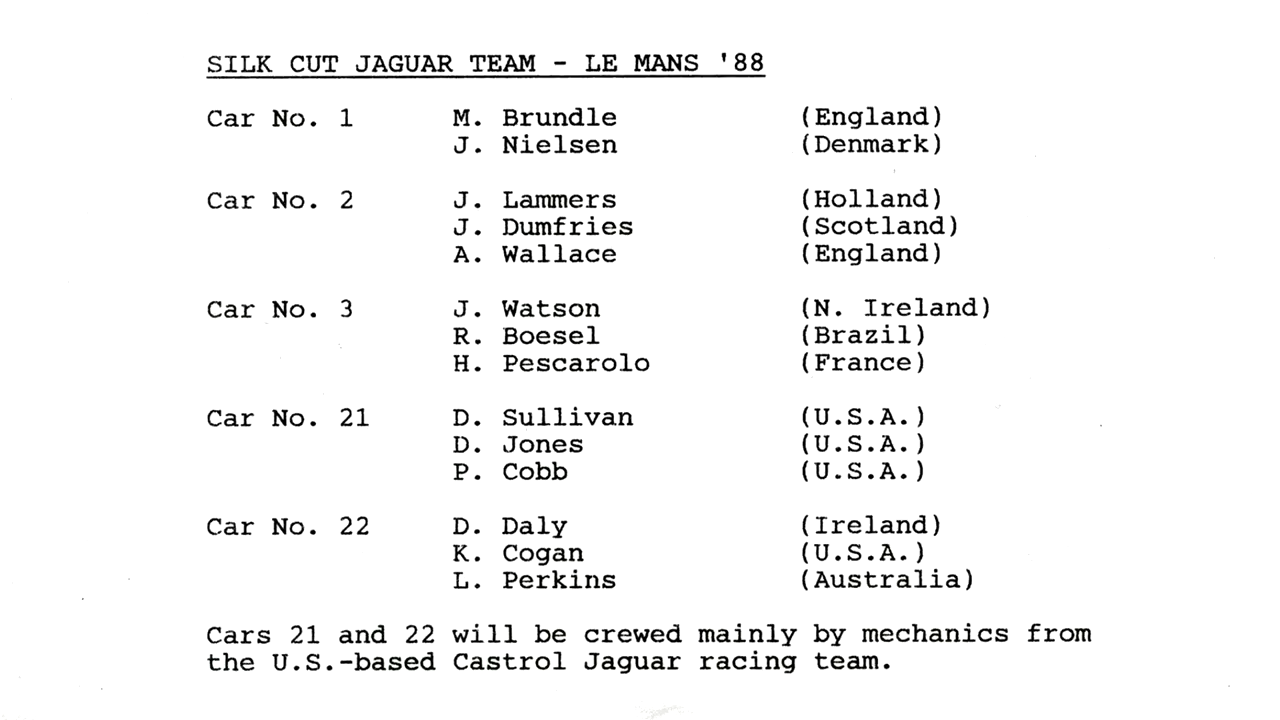 SILK CUT JAGUAR TEAM - LE MANS '88
Car No. 1 M. Brundle (England)
J. Nielsen (Denmark)
Car No. 2 J. Lammers (Holland)
J. Dumfries (Scotland)
A. Wallace (England)
Car No. 3 J. Watson (N. Ireland)
R. Boesel (Brazil)
H. Pescarolo (France)
Car No. 21 D. Sullivan (U.S.A.)
D. Jones (U.S.A.)
P. Cobb (U.S.A.)
Car No. 22 D. Daly (Ireland)
K. Cogan (U.S.A.)
L. Perkins (Australia)
Cars 21 and 22 will be crewed mainly by mechanics from
the U.S.-based Castrol Jaguar racing team.